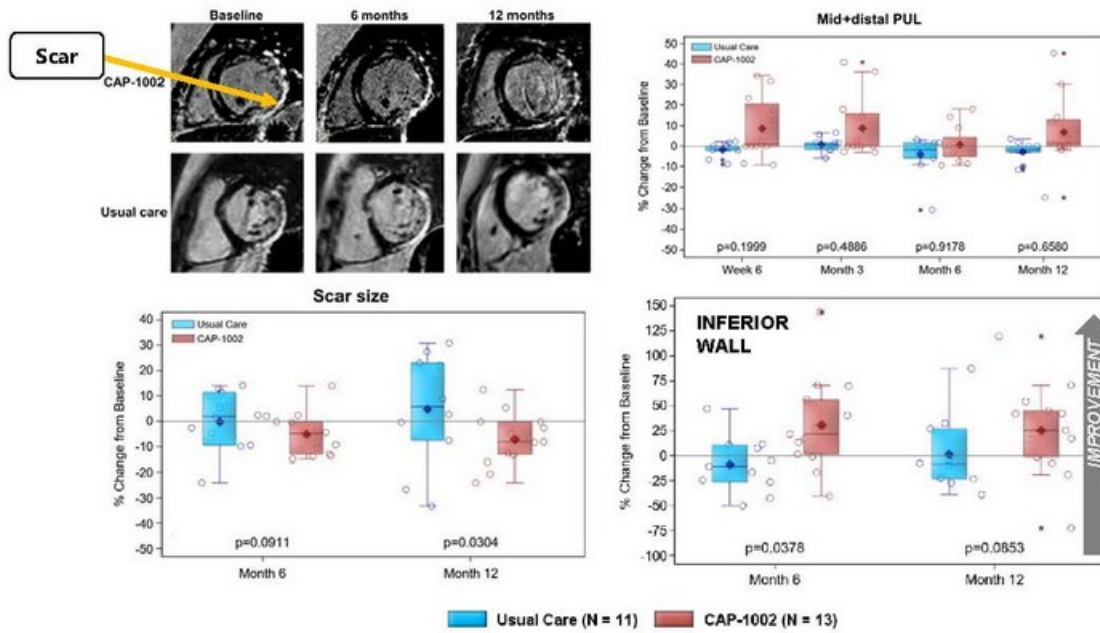 Baseline 6 months 12 months
Scar
CAP-1002
Usual care
Mid+distal PUL
Usual Care
CAP-1002
% Change from Baseline
50
40
30
20
10
0
-10
-20
-30
-40
-50
p=0.1999 p=0.4886 p=0.9178 p=0.6580
Week 6 Month 3 Month 6 Month 12
Scar size
Usual Care
CAP-1002
% Change from Baseline
40
30
20
10
0
-10
-20
-30
-40
-50
p=0.0911 p=0.0304
Month 6 Month 12
INFERIOR
WALL
% Change from Baseline
150
125
100
75
50
25
0
-25
-50
-75
-100
p=0.0378 p=0.0853
Month 6 Month 12
IMPROVEMENT
Usual Care (N = 11) CAP-1002 (N = 13)